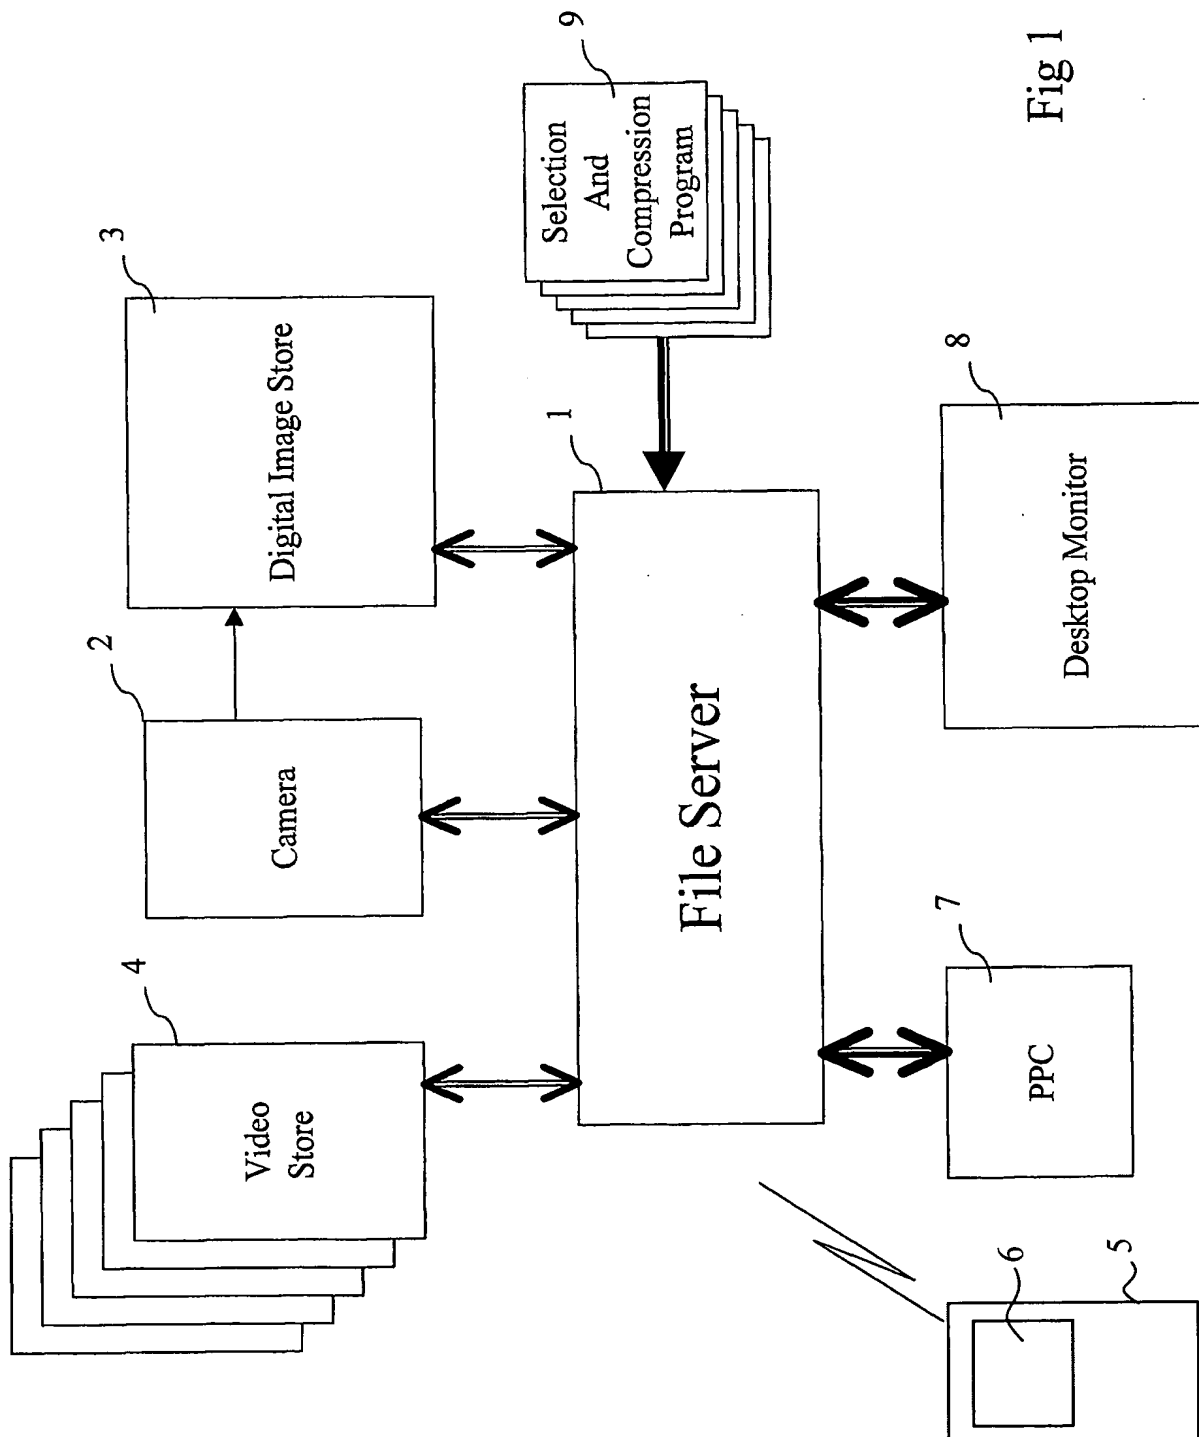 4
Video
Store
2
Camera
3
Digital Image Store
1
File Server
9
Selection
And
Compression
Program
6
5
7
PPC
8
Desktop Monitor
Fig 1